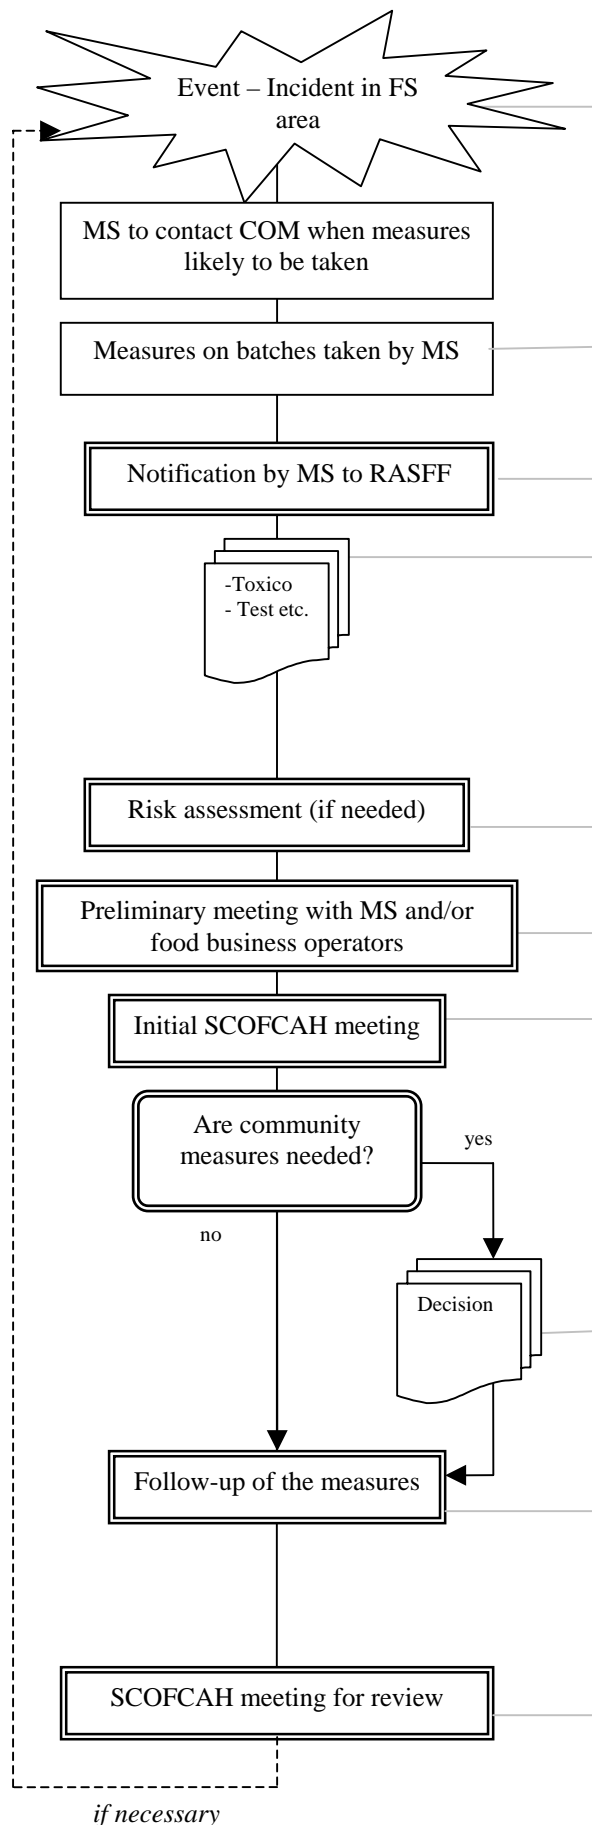 Event – Incident in FS
area
MS to contact COM when measures
likely to be taken
Measures on batches taken by MS
Notification by MS to RASFF
-Toxico
- Test etc.
Risk assessment (if needed)
Preliminary meeting with MS and/or
food business operators
Initial SCOFCAH meeting
Are community
measures needed?
yes
no
Decision
Follow-up of the measures
SCOFCAH meeting for review
if necessary